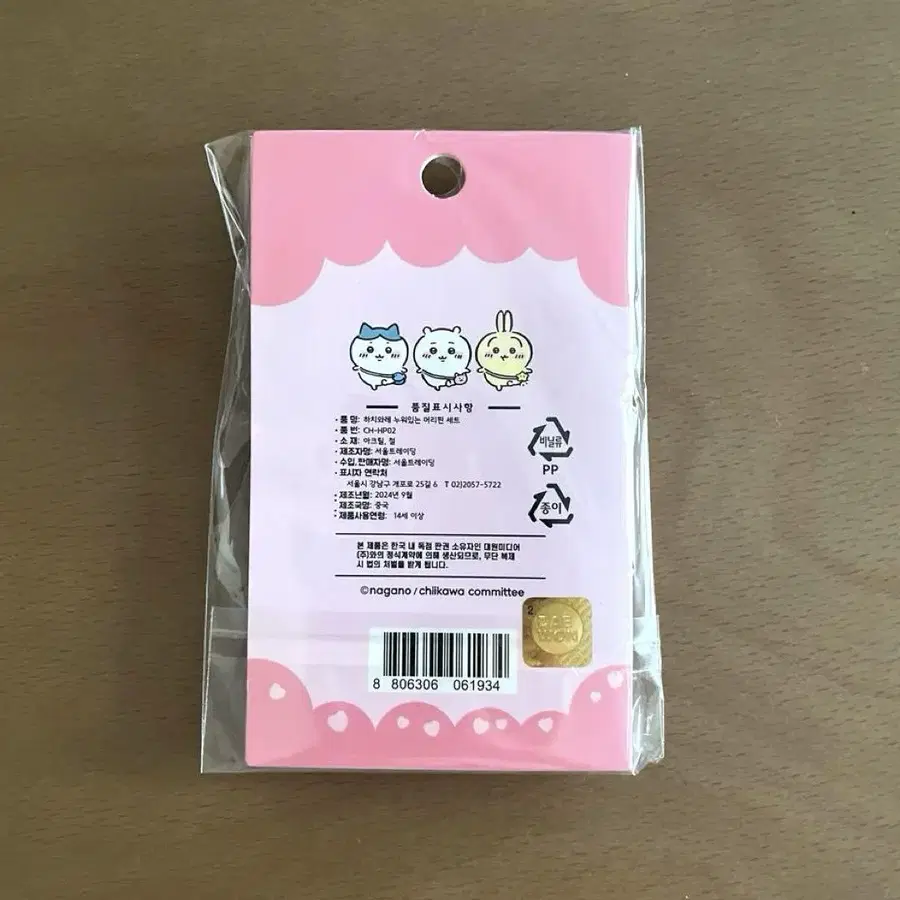 품질표시사항
· 품 명: 하치와레 누워있는 머리핀 세트
· 품 번: CH-HP02
· 소 재: 아크릴, 철
· 제조자명: 서울트레이딩
· 수입,판매자명: 서울트레이딩
· 표시자 연락처
서울시 강남구 개포로 25길 6 T 02)2057-5722
· 제조년월: 2024년 9월
· 제조국명: 중국
· 제품사용연령: 14세 이상
비닐류
PP
종이
본 제품은 한국 내 독점 판권 소유자인 대원미디어
(주)와의 정식계약에 의해 생산되므로, 무단 복제
시 법의 처벌을 받게 됩니다.
©nagano / chiikawa committee
2
DAE
WON
8 806306 061934